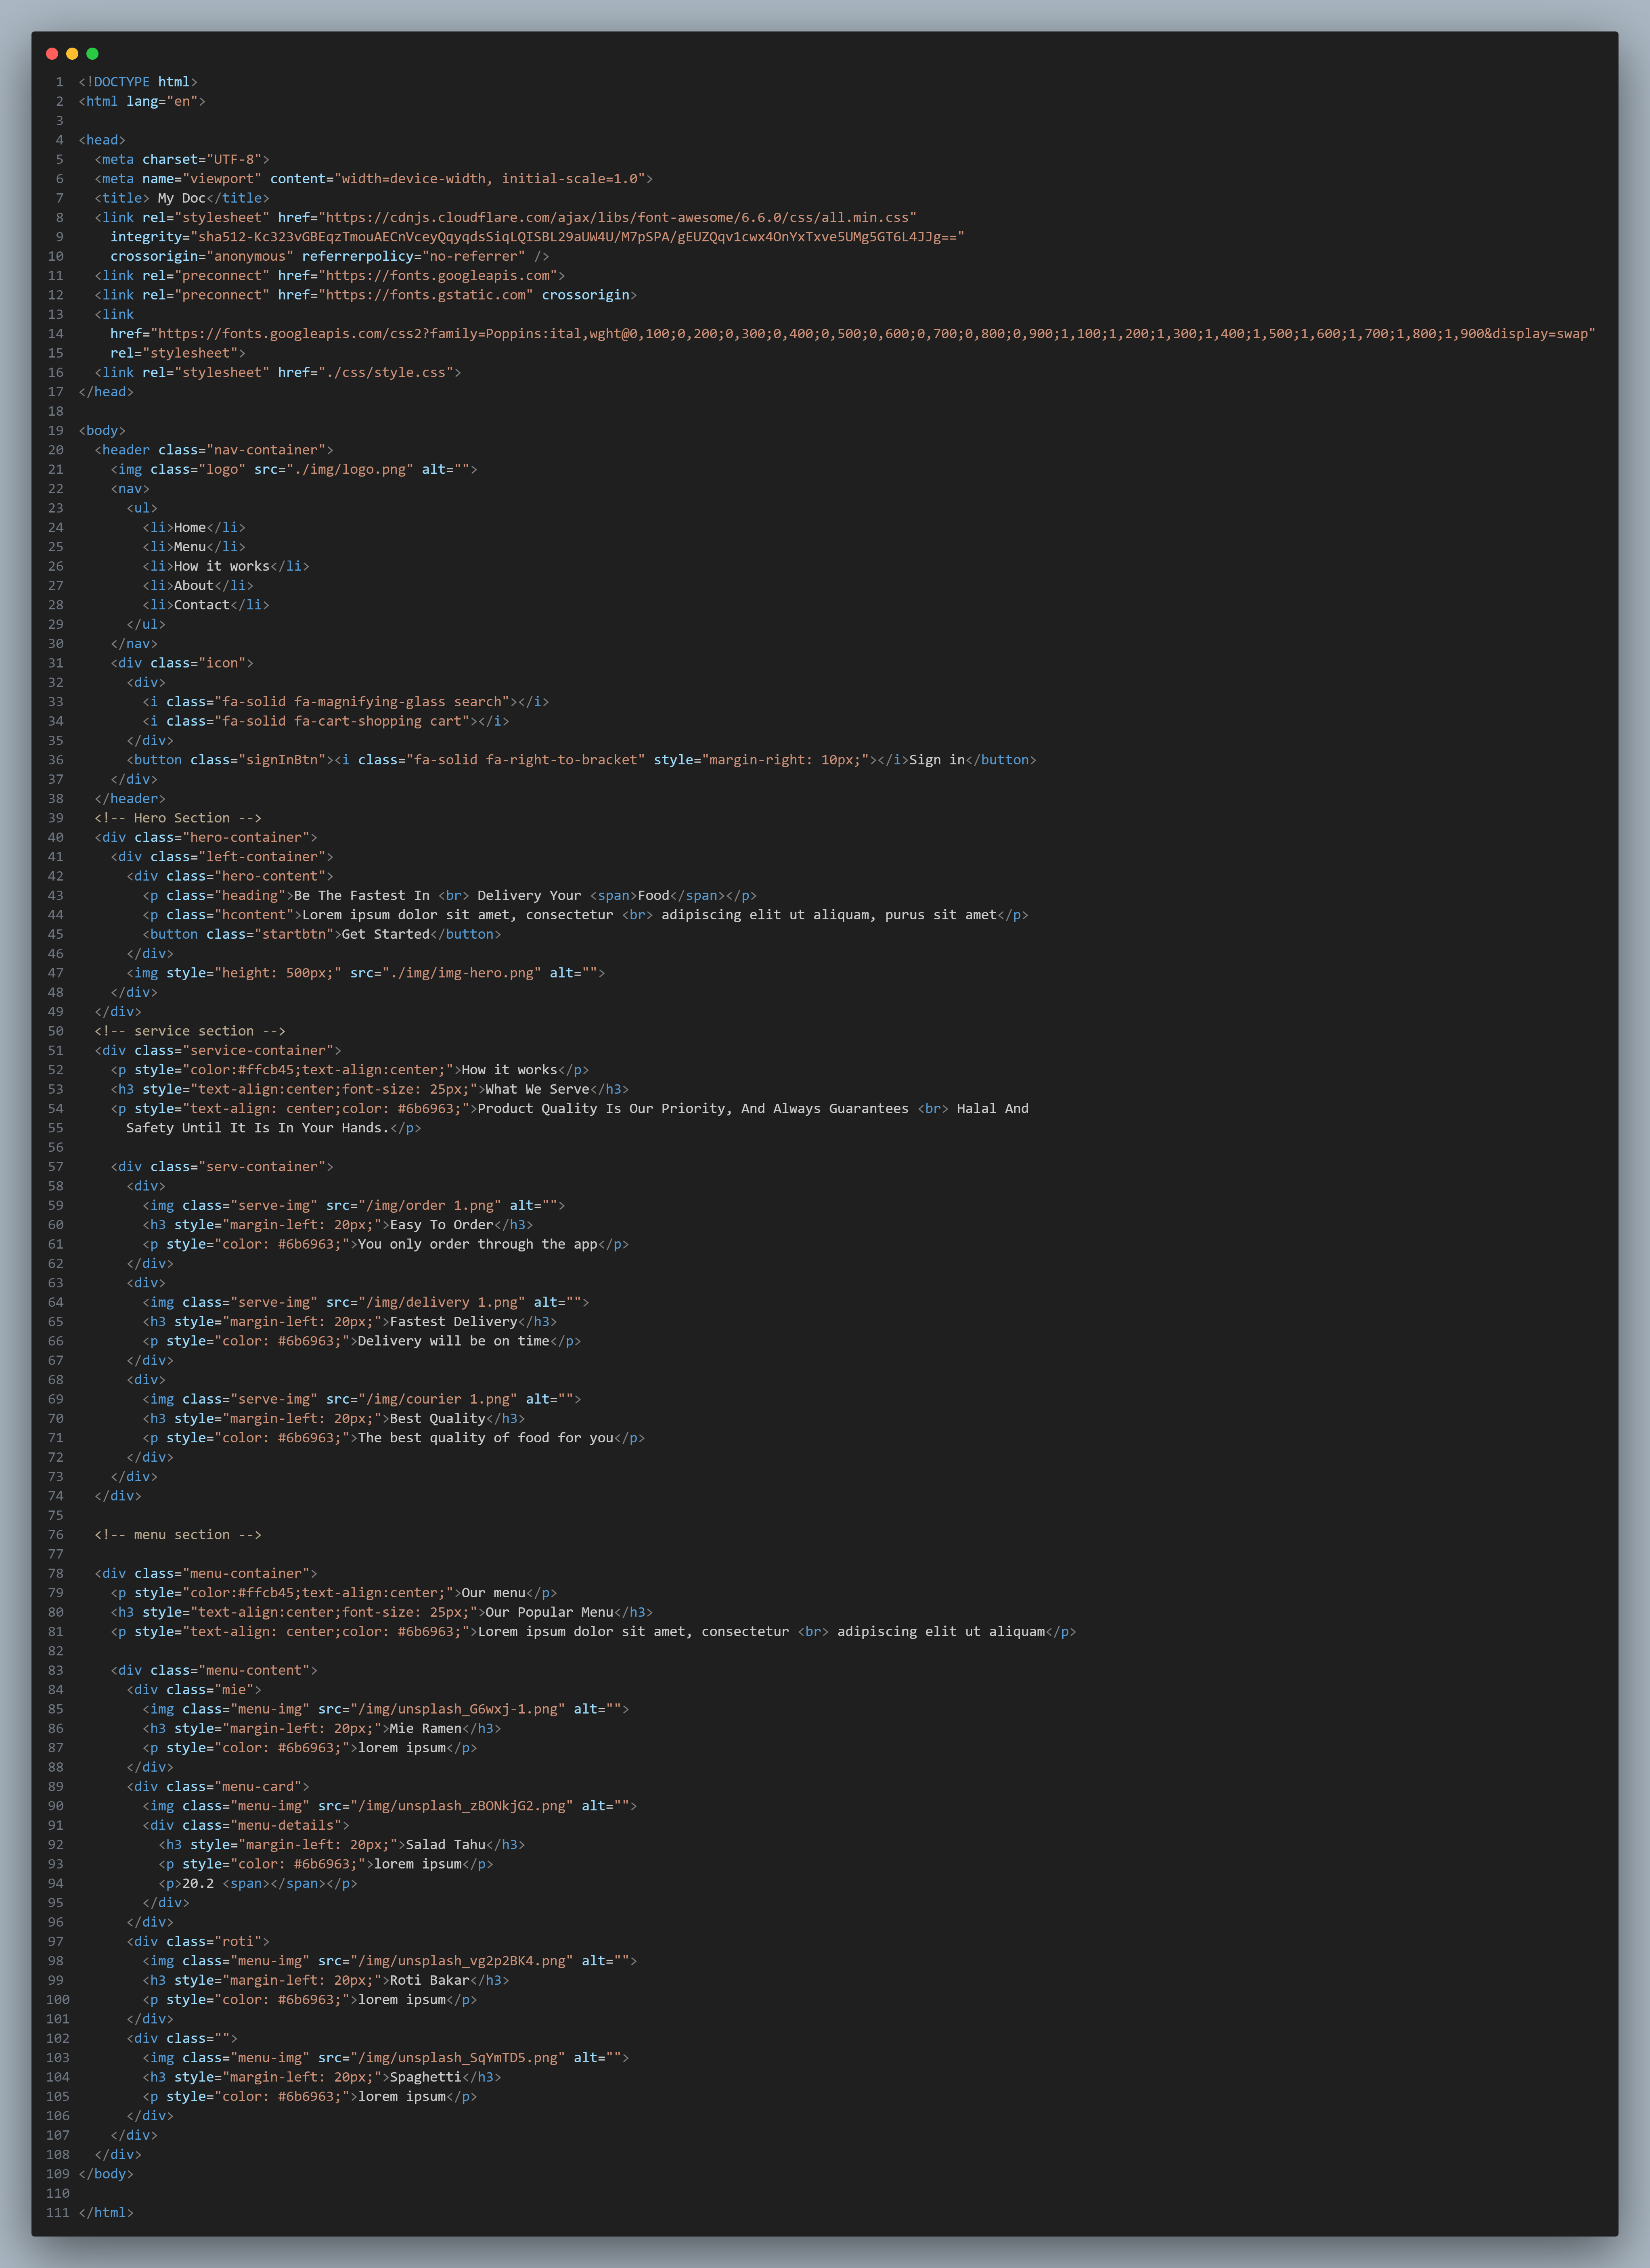 1 <!DOCTYPE html>
2 <html lang="en">
3
4 <head>
5   <meta charset="UTF-8">
6   <meta name="viewport" content="width=device-width, initial-scale=1.0">
7   <title> My Doc</title>
8   <link rel="stylesheet" href="https://cdnjs.cloudflare.com/ajax/libs/font-awesome/6.6.0/css/all.min.css"
9     integrity="sha512-Kc323vGBEqzTmouAECnVceyQqyqdsSiqLQISBL29aUW4U/M7pSPA/gEUZQqv1cwx4OnYxTxve5UMg5GT6L4JJg=="
10     crossorigin="anonymous" referrerpolicy="no-referrer" />
11   <link rel="preconnect" href="https://fonts.googleapis.com">
12   <link rel="preconnect" href="https://fonts.gstatic.com" crossorigin>
13   <link
14     href="https://fonts.googleapis.com/css2?family=Poppins:ital,wght@0,100;0,200;0,300;0,400;0,500;0,600;0,700;0,800;0,900;1,100;1,200;1,300;1,400;1,500;1,600;1,700;1,800;1,900&display=swap"
15     rel="stylesheet">
16   <link rel="stylesheet" href="./css/style.css">
17 </head>
18
19 <body>
20   <header class="nav-container">
21     <img class="logo" src="./img/logo.png" alt="">
22     <nav>
23       <ul>
24         <li>Home</li>
25         <li>Menu</li>
26         <li>How it works</li>
27         <li>About</li>
28         <li>Contact</li>
29       </ul>
30     </nav>
31     <div class="icon">
32       <div>
33         <i class="fa-solid fa-magnifying-glass search"></i>
34         <i class="fa-solid fa-cart-shopping cart"></i>
35       </div>
36       <button class="signInBtn"><i class="fa-solid fa-right-to-bracket" style="margin-right: 10px;"></i>Sign in</button>
37     </div>
38   </header>
39   <!-- Hero Section -->
40   <div class="hero-container">
41     <div class="left-container">
42       <div class="hero-content">
43         <p class="heading">Be The Fastest In <br> Delivery Your <span>Food</span></p>
44         <p class="hcontent">Lorem ipsum dolor sit amet, consectetur <br> adipiscing elit ut aliquam, purus sit amet</p>
45         <button class="startbtn">Get Started</button>
46       </div>
47       <img style="height: 500px;" src="./img/img-hero.png" alt="">
48     </div>
49   </div>
50   <!-- service section -->
51   <div class="service-container">
52     <p style="color:#ffcb45;text-align:center;">How it works</p>
53     <h3 style="text-align:center;font-size: 25px;">What We Serve</h3>
54     <p style="text-align: center;color: #6b6963;">Product Quality Is Our Priority, And Always Guarantees <br> Halal And
55       Safety Until It Is In Your Hands.</p>
56
57     <div class="serv-container">
58       <div>
59         <img class="serve-img" src="/img/order 1.png" alt="">
60         <h3 style="margin-left: 20px;">Easy To Order</h3>
61         <p style="color: #6b6963;">You only order through the app</p>
62       </div>
63       <div>
64         <img class="serve-img" src="/img/delivery 1.png" alt="">
65         <h3 style="margin-left: 20px;">Fastest Delivery</h3>
66         <p style="color: #6b6963;">Delivery will be on time</p>
67       </div>
68       <div>
69         <img class="serve-img" src="/img/courier 1.png" alt="">
70         <h3 style="margin-left: 20px;">Best Quality</h3>
71         <p style="color: #6b6963;">The best quality of food for you</p>
72       </div>
73     </div>
74   </div>
75
76   <!-- menu section -->
77
78   <div class="menu-container">
79     <p style="color:#ffcb45;text-align:center;">Our menu</p>
80     <h3 style="text-align:center;font-size: 25px;">Our Popular Menu</h3>
81     <p style="text-align: center;color: #6b6963;">Lorem ipsum dolor sit amet, consectetur <br> adipiscing elit ut aliquam</p>
82
83     <div class="menu-content">
84       <div class="mie">
85         <img class="menu-img" src="/img/unsplash_G6wxj-1.png" alt="">
86         <h3 style="margin-left: 20px;">Mie Ramen</h3>
87         <p style="color: #6b6963;">lorem ipsum</p>
88       </div>
89       <div class="menu-card">
90         <img class="menu-img" src="/img/unsplash_zBONkjG2.png" alt="">
91         <div class="menu-details">
92           <h3 style="margin-left: 20px;">Salad Tahu</h3>
93           <p style="color: #6b6963;">lorem ipsum</p>
94           <p>20.2 <span></span></p>
95         </div>
96       </div>
97       <div class="roti">
98         <img class="menu-img" src="/img/unsplash_vg2p2BK4.png" alt="">
99         <h3 style="margin-left: 20px;">Roti Bakar</h3>
100         <p style="color: #6b6963;">lorem ipsum</p>
101       </div>
102       <div class="">
103         <img class="menu-img" src="/img/unsplash_SqYmTD5.png" alt="">
104         <h3 style="margin-left: 20px;">Spaghetti</h3>
105         <p style="color: #6b6963;">lorem ipsum</p>
106       </div>
107     </div>
108   </div>
109 </body>
110
111 </html>